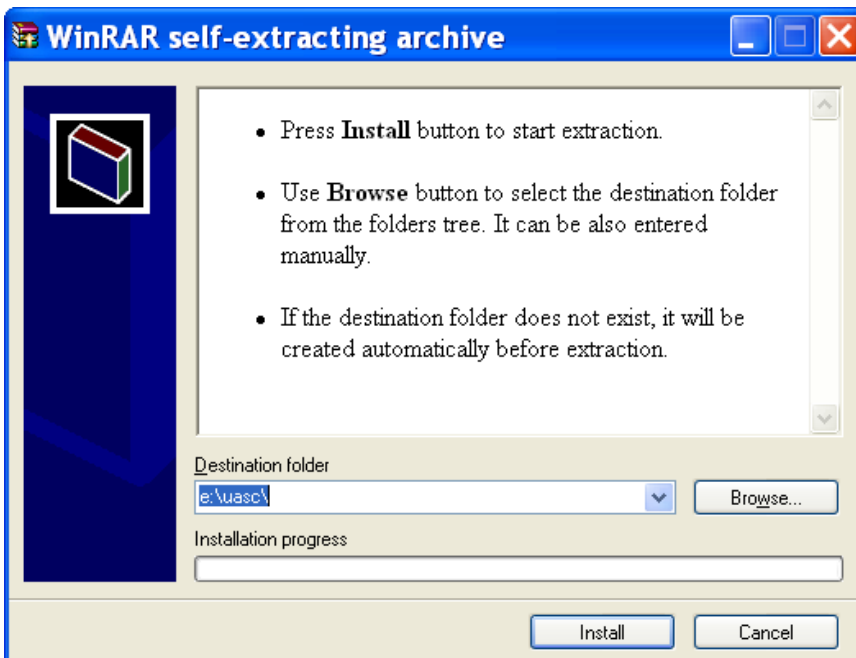 WinRAR self-extracting archive
Press Install button to start extraction.
Use Browse button to select the destination folder
from the folders tree. It can be also entered
manually.
If the destination folder does not exist, it will be
created automatically before extraction.
Destination folder
e:\uasc\
Browse...
Installation progress
Install
Cancel